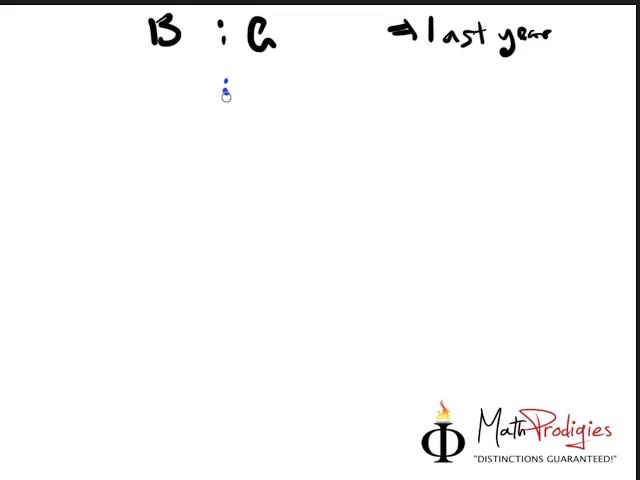 B : G ⇒ last year
:
Φ Math Prodigies
"DISTINCTIONS GUARANTEED!"